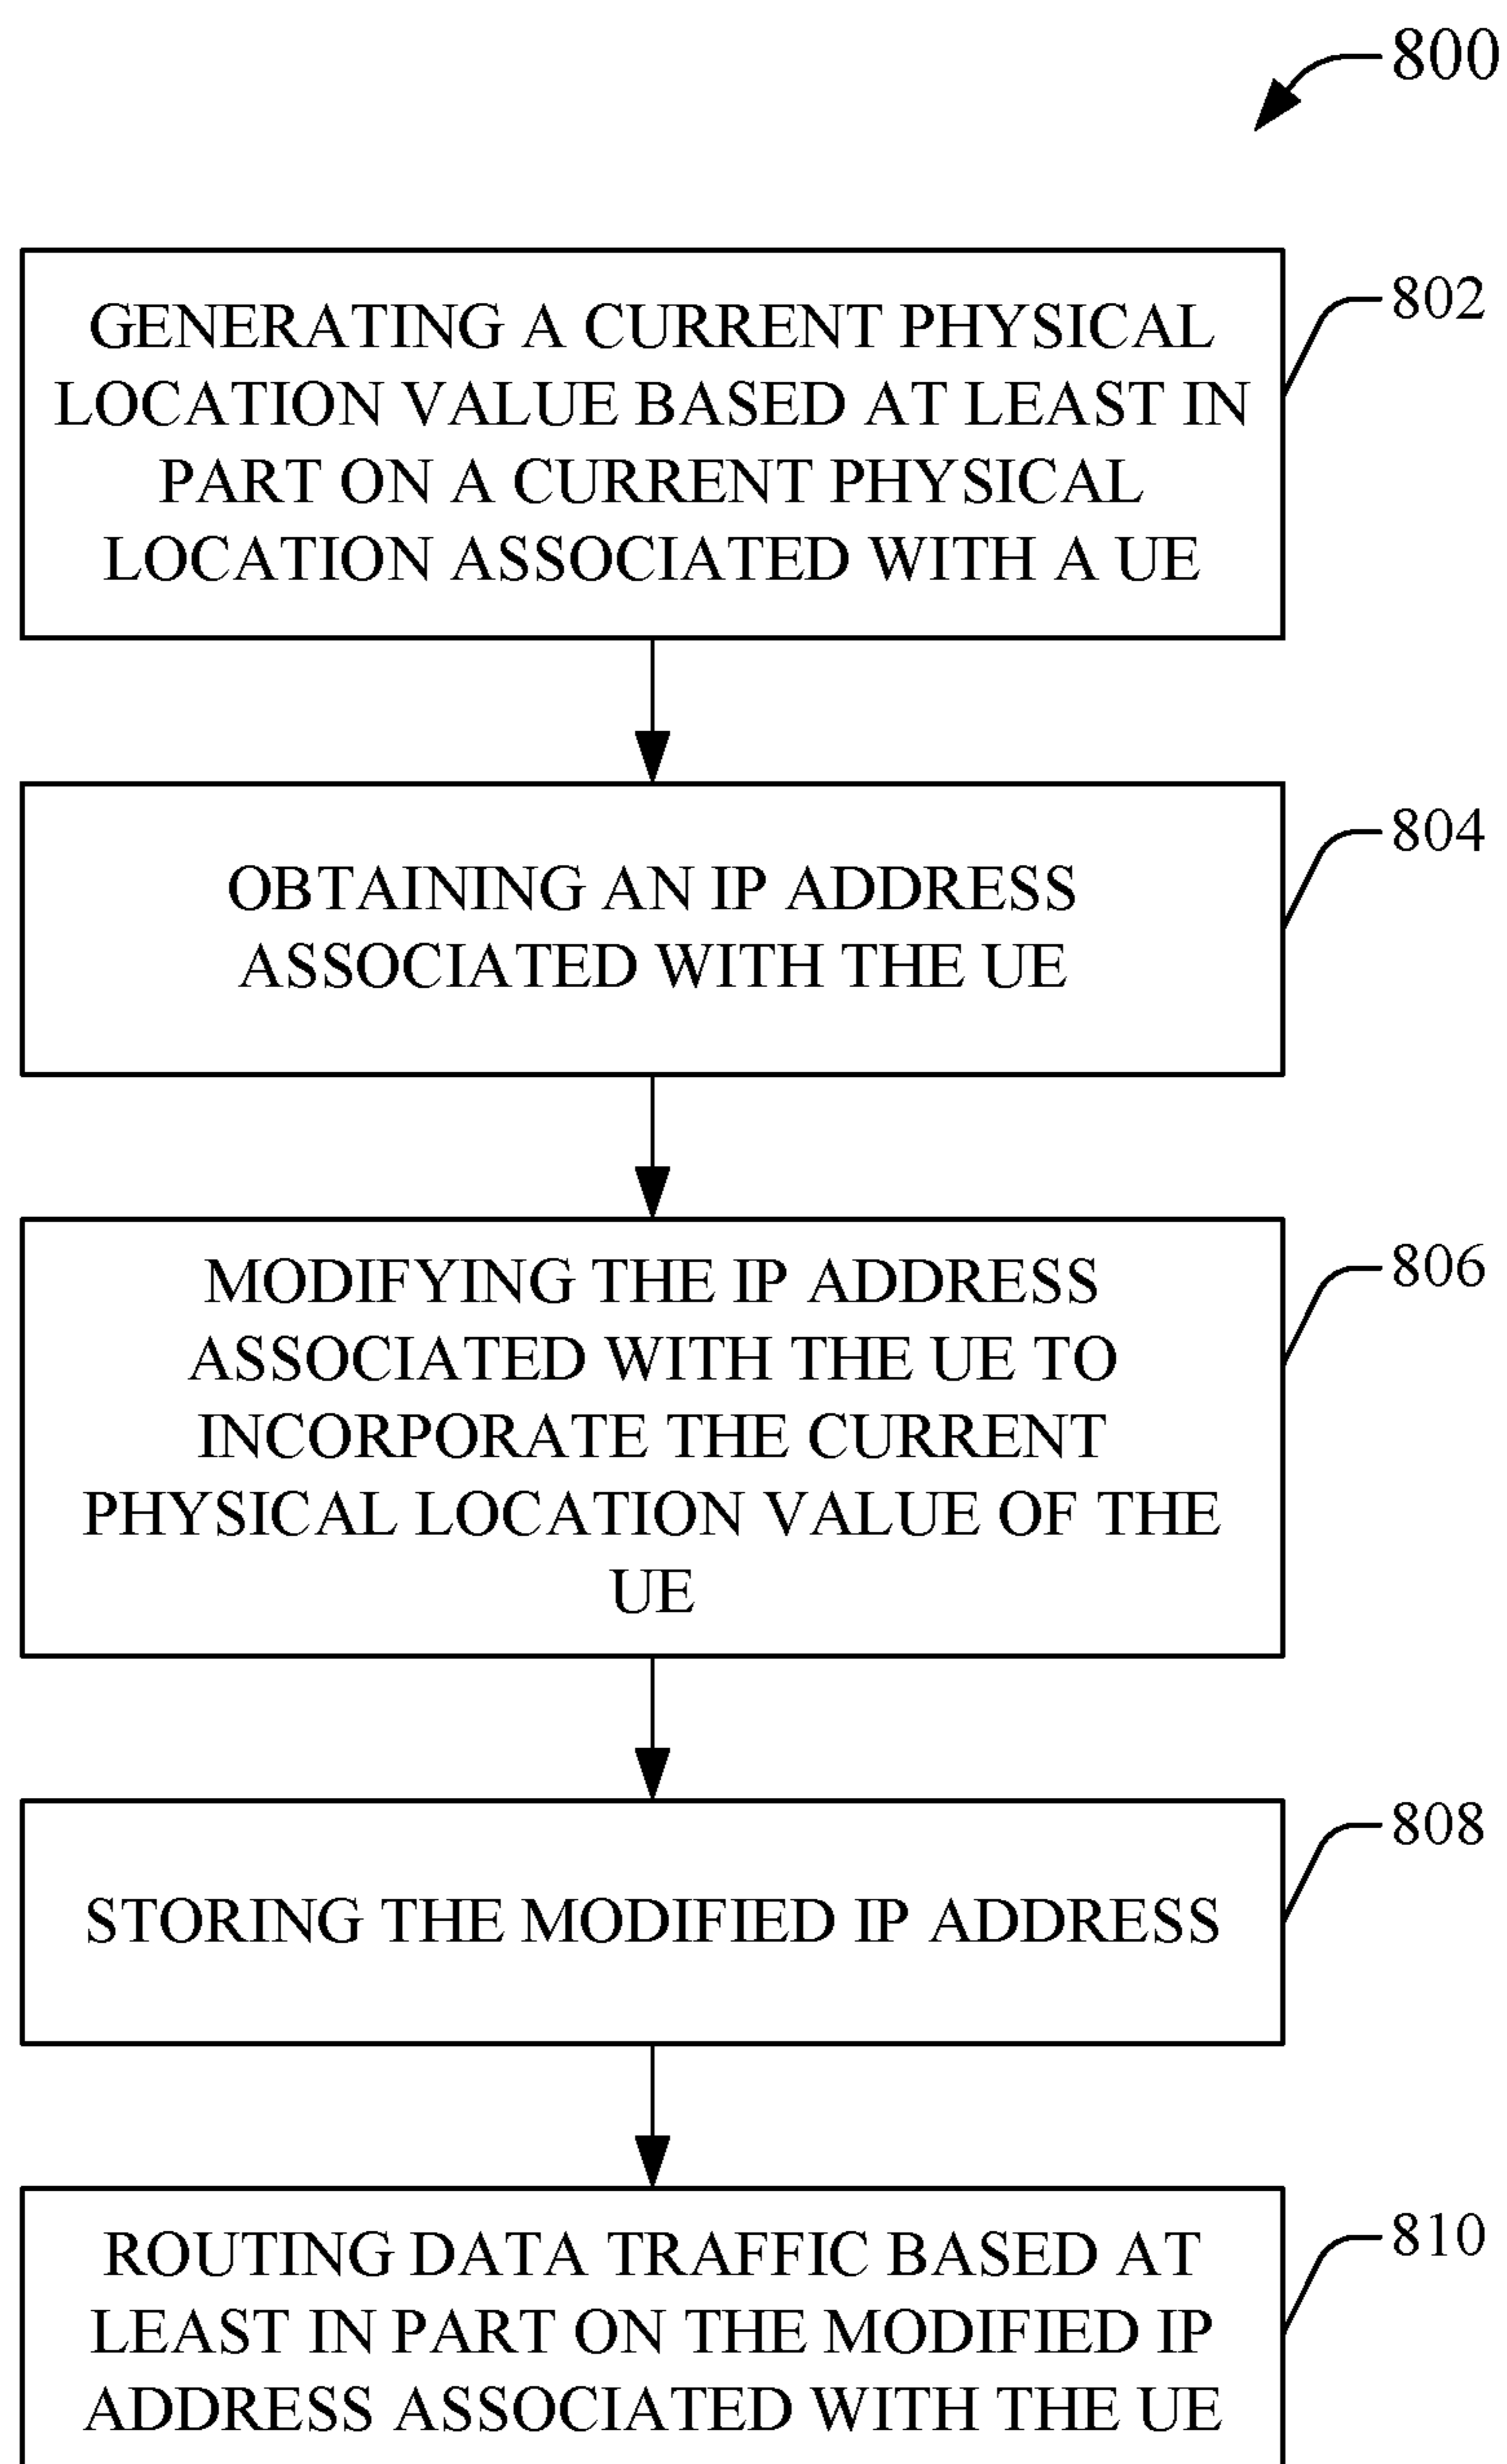 800
802
GENERATING A CURRENT PHYSICAL
LOCATION VALUE BASED AT LEAST IN
PART ON A CURRENT PHYSICAL
LOCATION ASSOCIATED WITH A UE
804
OBTAINING AN IP ADDRESS
ASSOCIATED WITH THE UE
806
MODIFYING THE IP ADDRESS
ASSOCIATED WITH THE UE TO
INCORPORATE THE CURRENT
PHYSICAL LOCATION VALUE OF THE
UE
808
STORING THE MODIFIED IP ADDRESS
810
ROUTING DATA TRAFFIC BASED AT
LEAST IN PART ON THE MODIFIED IP
ADDRESS ASSOCIATED WITH THE UE